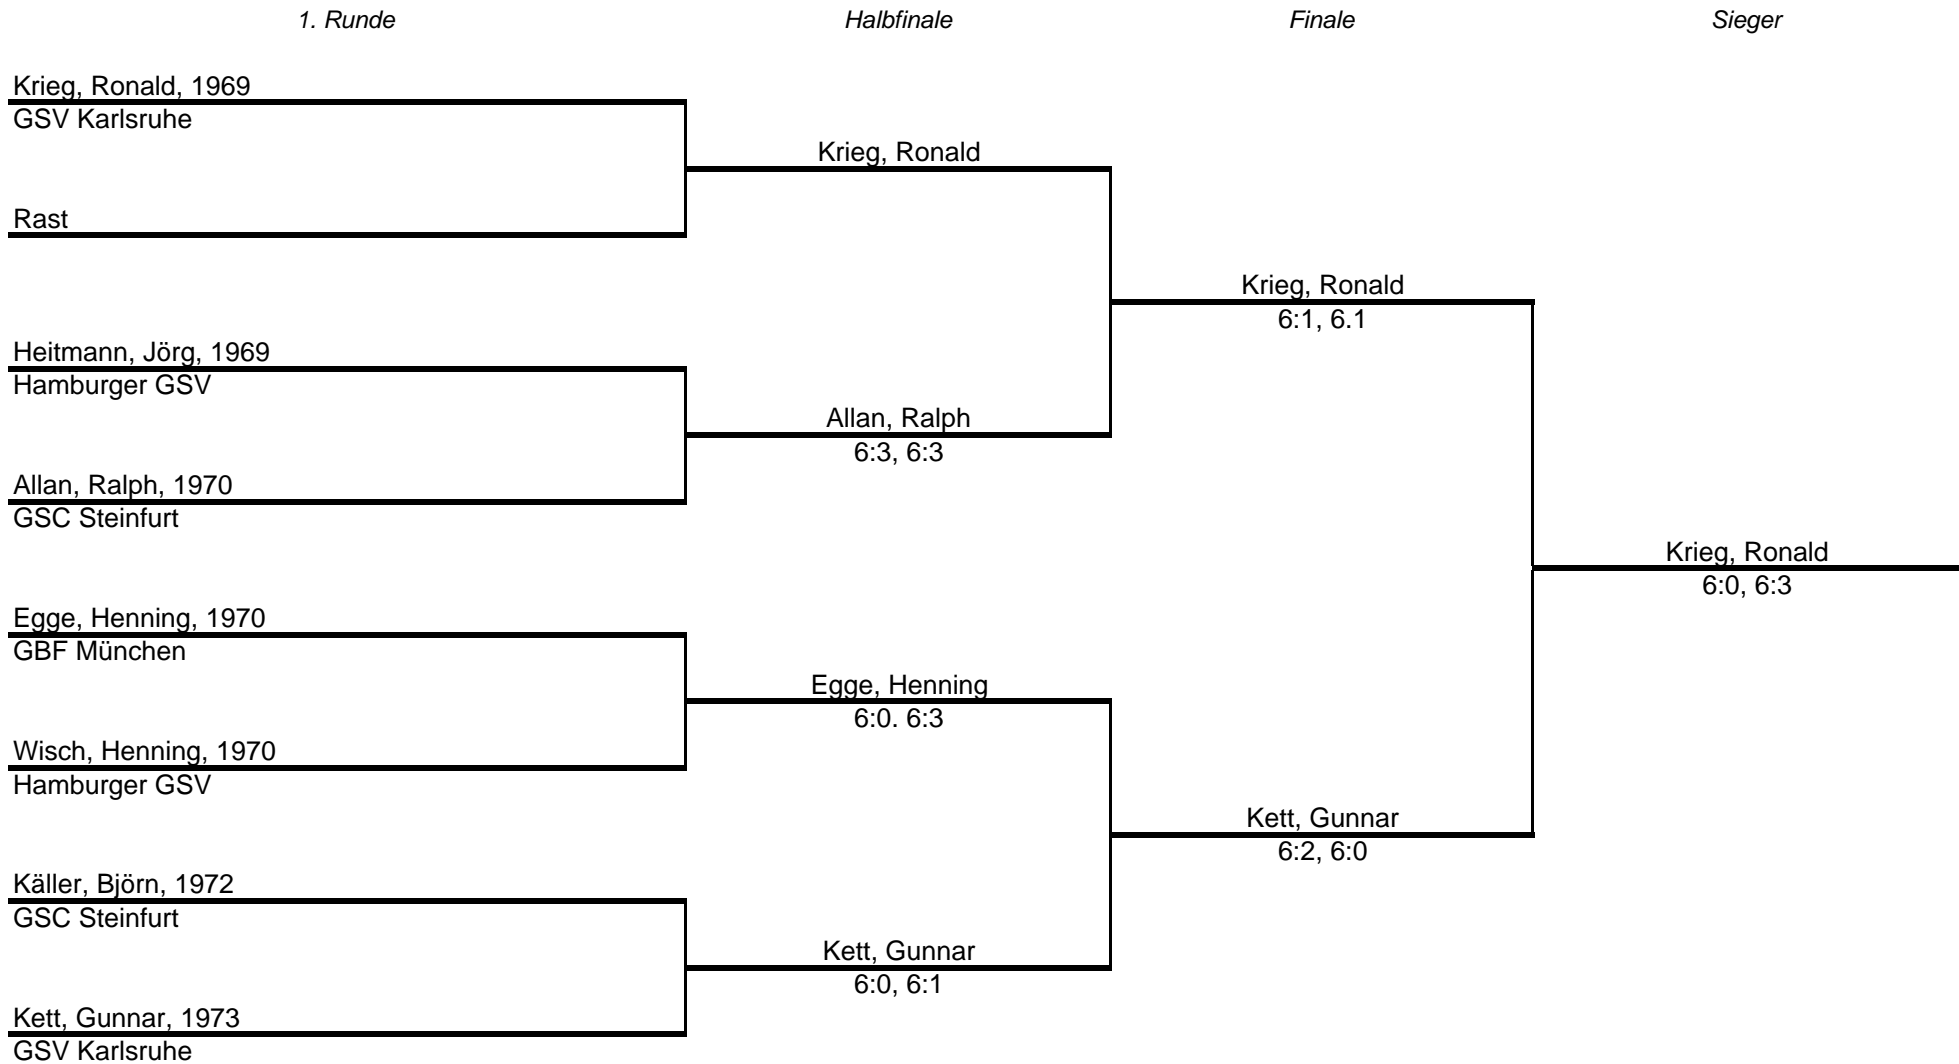 1. Runde Halbfinale Finale Sieger
Krieg, Ronald, 1969
GSV Karlsruhe
Krieg, Ronald
Rast
Krieg, Ronald
6:1, 6.1
Heitmann, Jörg, 1969
Hamburger GSV
Allan, Ralph
6:3, 6:3
Allan, Ralph, 1970
GSC Steinfurt
Krieg, Ronald
6:0, 6:3
Egge, Henning, 1970
GBF München
Egge, Henning
6:0. 6:3
Wisch, Henning, 1970
Hamburger GSV
Kett, Gunnar
6:2, 6:0
Käller, Björn, 1972
GSC Steinfurt
Kett, Gunnar
6:0, 6:1
Kett, Gunnar, 1973
GSV Karlsruhe